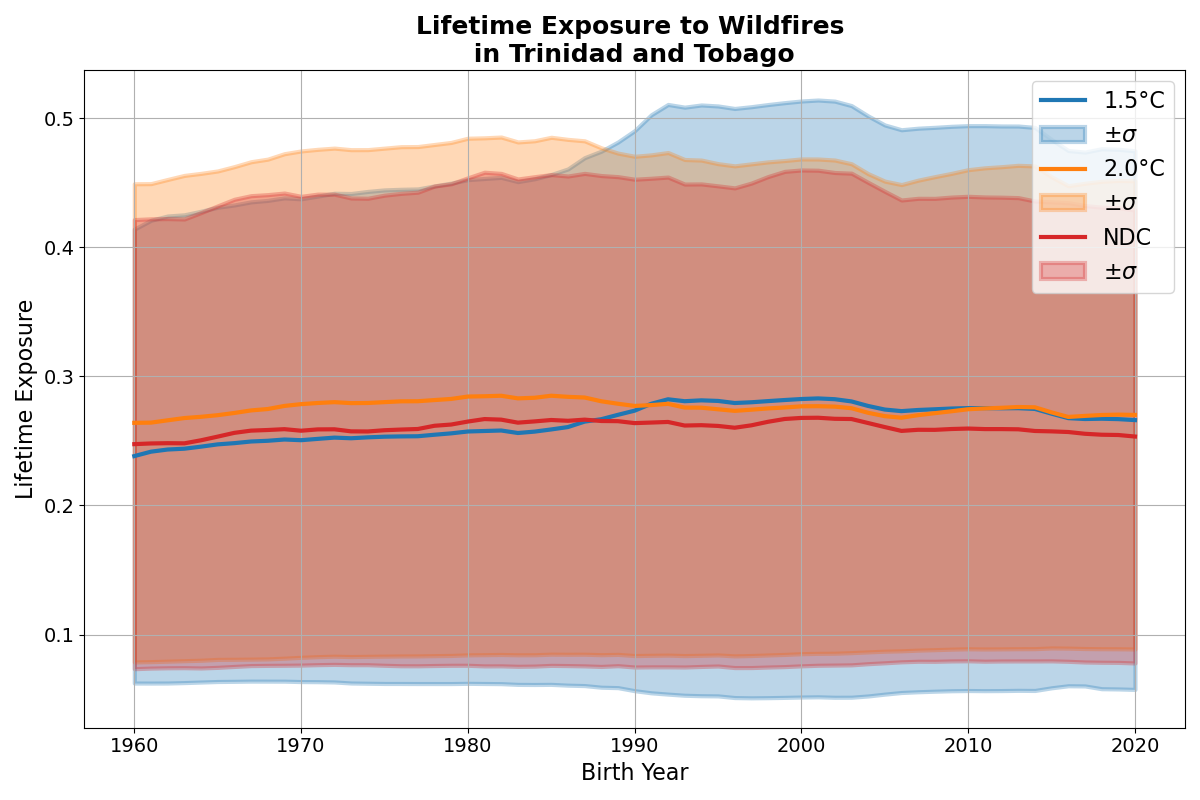 Lifetime Exposure to Wildfires
in Trinidad and Tobago
Lifetime Exposure
0.5
0.4
0.3
0.2
0.1
1.5°C
±σ
2.0°C
±σ
NDC
±σ
1960 1970 1980 1990 2000 2010 2020
Birth Year